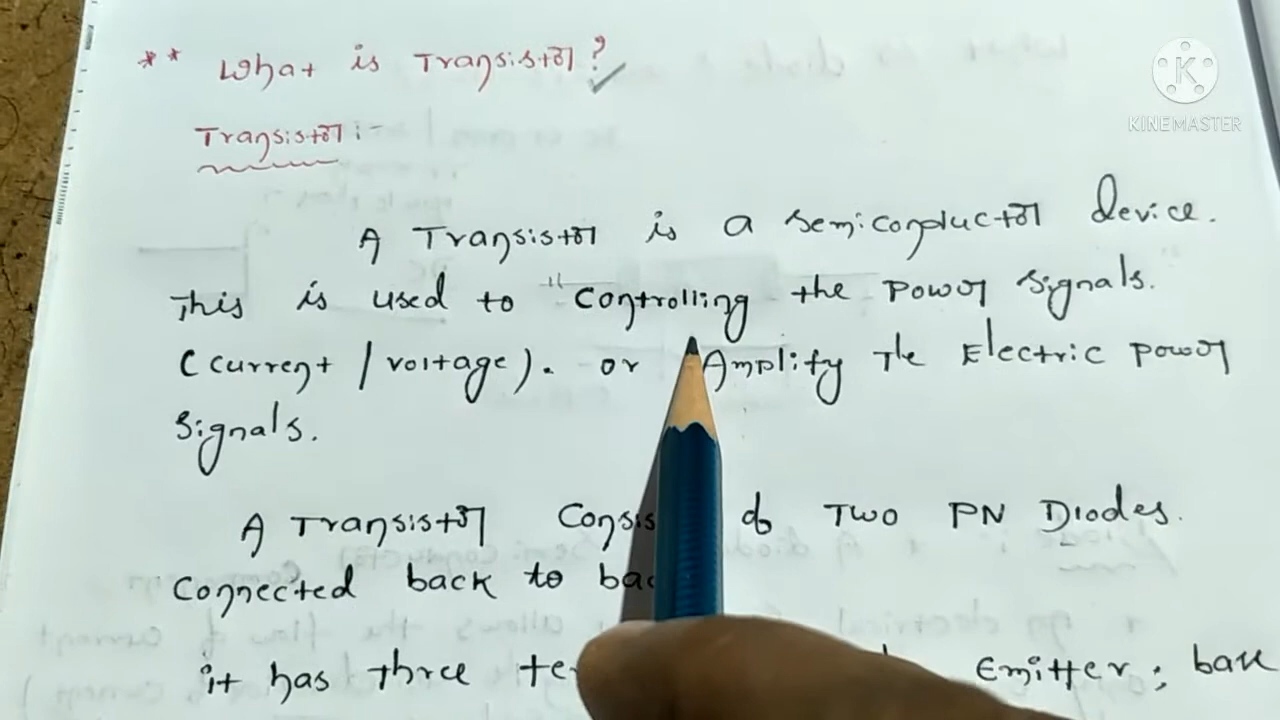 ** What is Transistor?
Transistor:-
A Transistor is a semiconductor device.
This is used to "controlling the power signals.
(current / voltage). or Amplify The Electric power
signals.
A Transistor Consis of Two PN Diodes.
Connected back to bac
it has three te Emitter; base
K
KINEMASTER